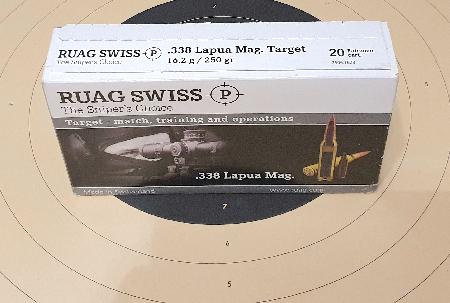 RUAG SWISS P .338 Lapua Mag. Target 20
The Sniper's Choice 16.2 g / 250 gr
RUAG SWISS P
The Sniper's Choice
Target - match, training and operations
.338 Lapua Mag.
Made in Switzerland www.ruag.com
7
6
5